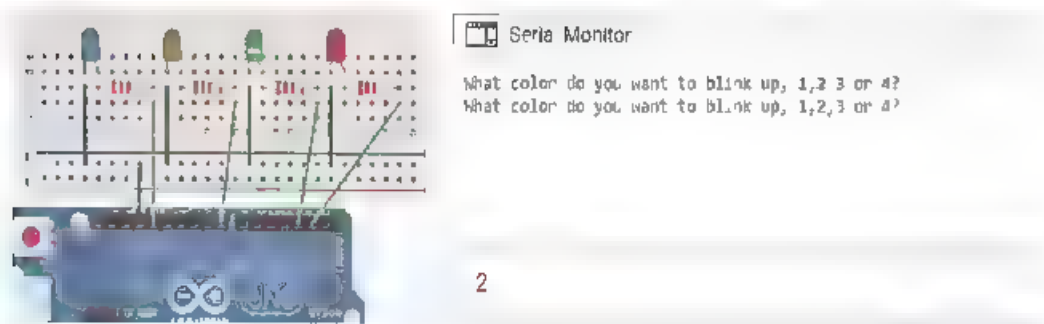 Seria Monitor
What color do you want to blink up, 1,2 3 or 4?
What color do you want to blink up, 1,2,3 or 4?
2